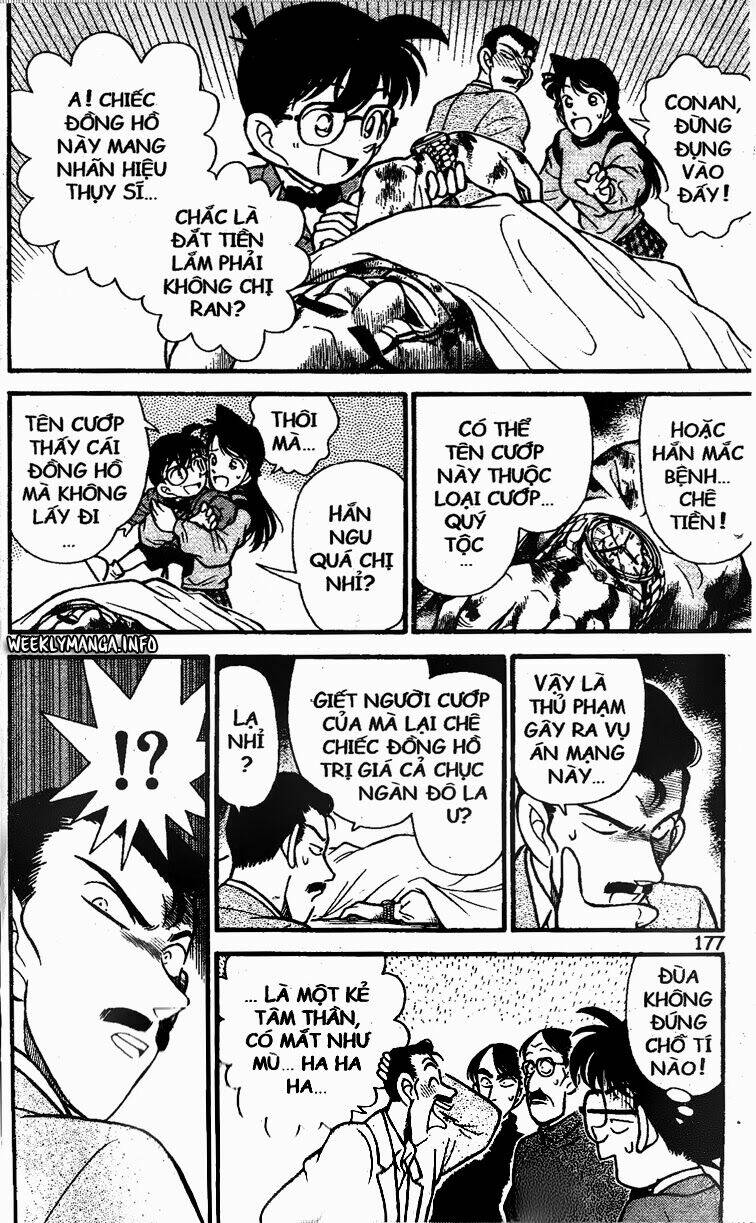 A! CHIẾC
ĐỒNG HỒ
NÀY MANG
NHÃN HIỆU
THỤY SĨ...
CHẮC LÀ
ĐẮT TIỀN
LẮM PHẢI
KHÔNG CHỊ
RAN?
CONAN,
ĐỪNG
ĐỤNG
VÀO
ĐẤY!
TÊN CƯỚP
THẤY CÁI
ĐỒNG HỒ
MÀ KHÔNG
LẤY ĐI
...
THÔI
MÀ...
HẮN
NGU
QUÁ CHỊ
NHỈ?
CÓ THỂ
TÊN CƯỚP
NÀY THUỘC
LOẠI CƯỚP...
QUÝ
TỘC
...
HOẶC
HẮN MẮC
BỆNH... CHÊ
TIỀN!
WEEKLYMANGA.INFO
!?
LẠ
NHỈ
?
GIẾT NGƯỜI CƯỚP
CỦA MÀ LẠI CHÊ
CHIẾC ĐỒNG HỒ
TRỊ GIÁ CẢ CHỤC
NGÀN ĐÔ LA
Ư?
VẬY LÀ
THỦ PHẠM
GÂY RA VỤ
ÁN MẠNG
NÀY...
177
... LÀ MỘT KẺ
TÂM THẦN,
CÓ MẮT NHƯ
MÙ... HA HA
HA...
ĐÙA
KHÔNG
ĐÚNG
CHỖ TÍ
NÀO!